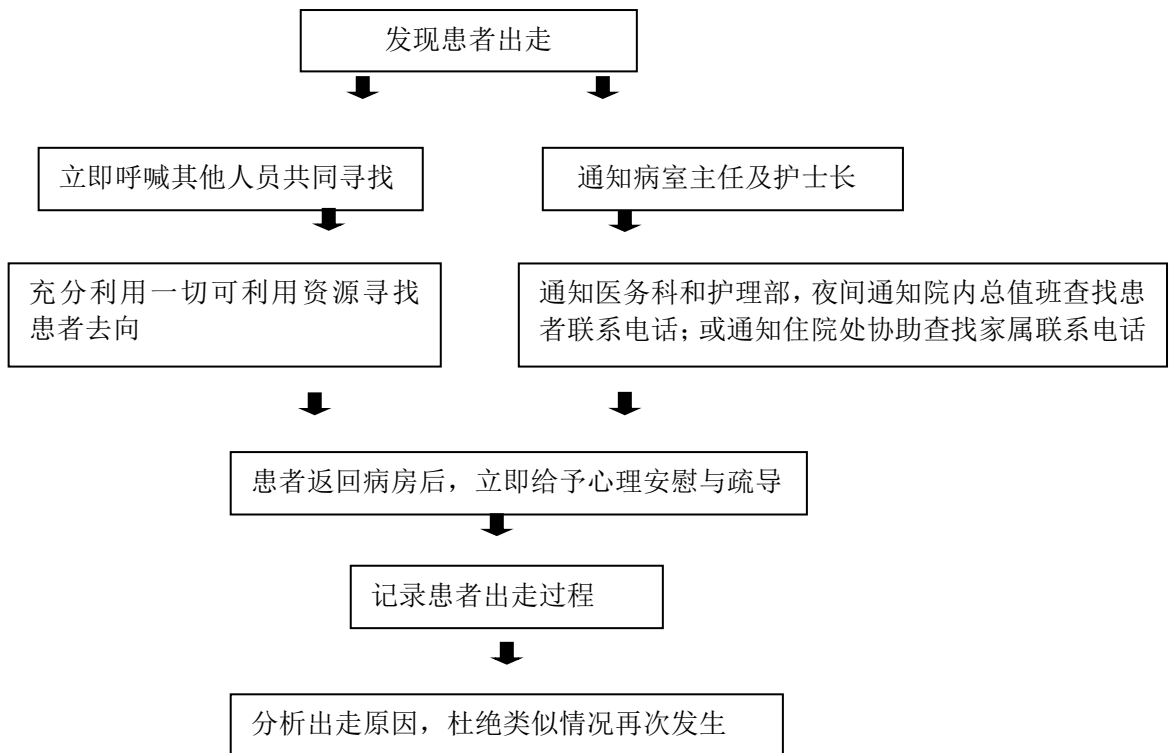 发现患者出走
立即呼喊其他人员共同寻找
通知病室主任及护士长
充分利用一切可利用资源寻找
患者去向
通知医务科和护理部，夜间通知院内总值班查找患
者联系电话；或通知住院处协助查找家属联系电话
患者返回病房后，立即给予心理安慰与疏导
记录患者出走过程
分析出走原因，杜绝类似情况再次发生